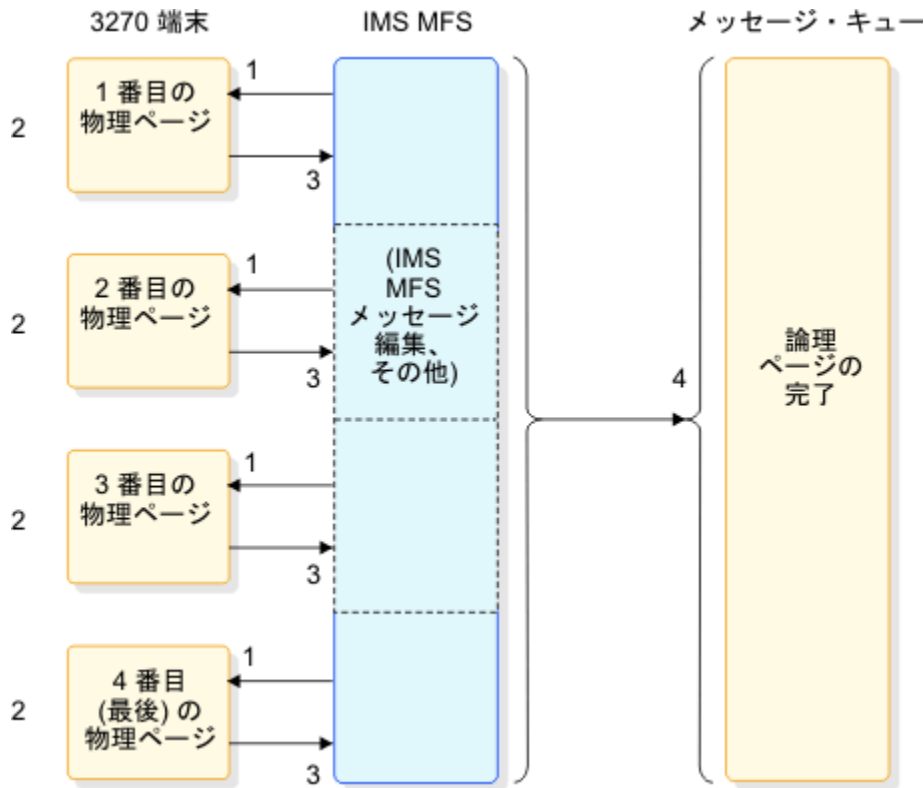 3270 端末
IMS MFS
メッセージ・キュー
1 番目の
物理ページ
1
2
3
2 番目の
物理ページ
1
2
3
(IMS
MFS
メッセージ
編集、
その他)
3 番目の
物理ページ
1
2
3
4 番目
(最後) の
物理ページ
1
2
3
4
論理
ページの
完了